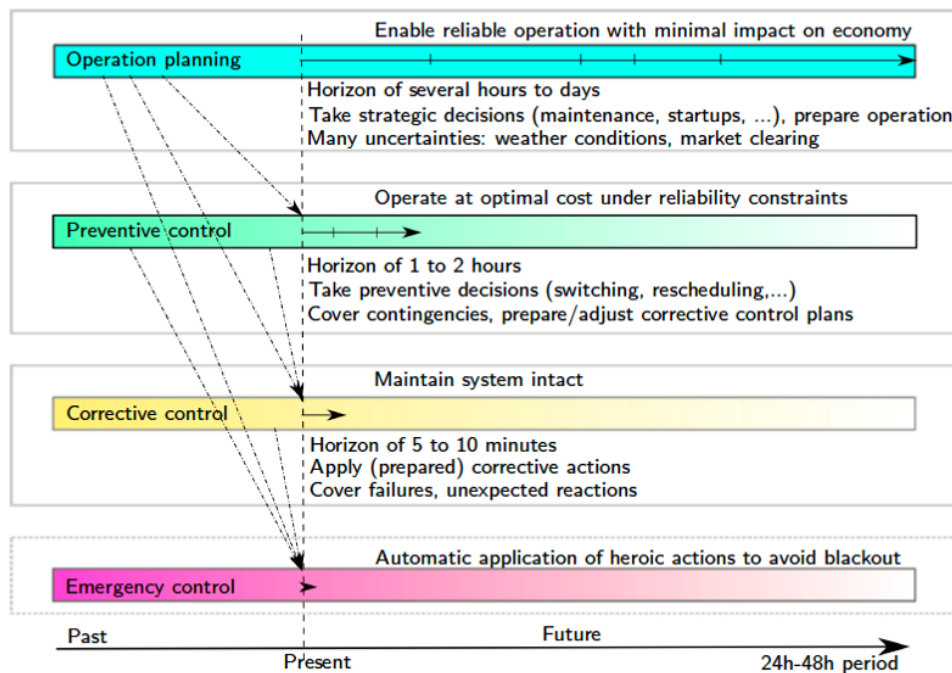 Enable reliable operation with minimal impact on economy
Operation planning
Horizon of several hours to days
Take strategic decisions (maintenance, startups, ...), prepare operation
Many uncertainties: weather conditions, market clearing
Operate at optimal cost under reliability constraints
Preventive control
Horizon of 1 to 2 hours
Take preventive decisions (switching, rescheduling,...)
Cover contingencies, prepare/adjust corrective control plans
Maintain system intact
Corrective control
Horizon of 5 to 10 minutes
Apply (prepared) corrective actions
Cover failures, unexpected reactions
Automatic application of heroic actions to avoid blackout
Emergency control
Past
Future
Present
24h-48h period